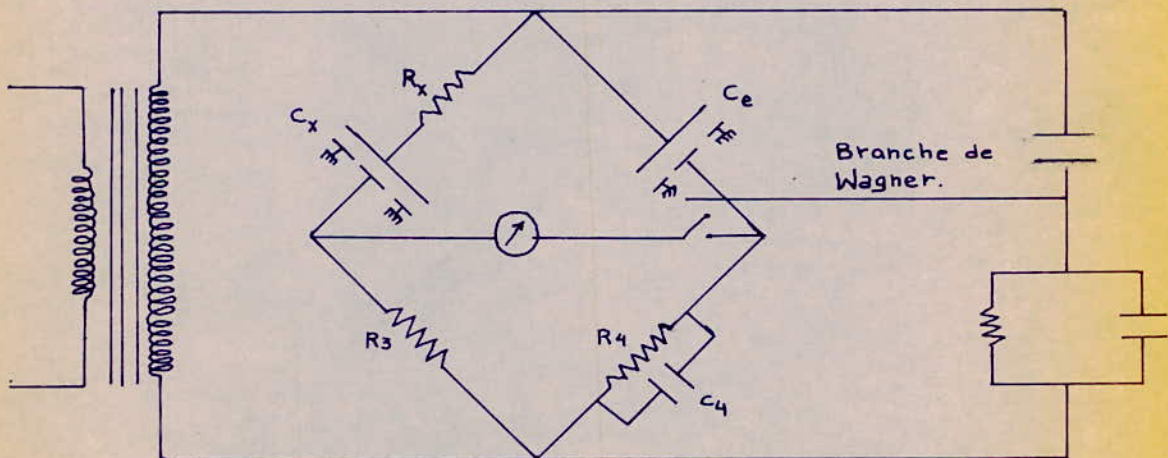 Rx
Cx
Ce
Branche de
Wagner.
R3
R4
C4